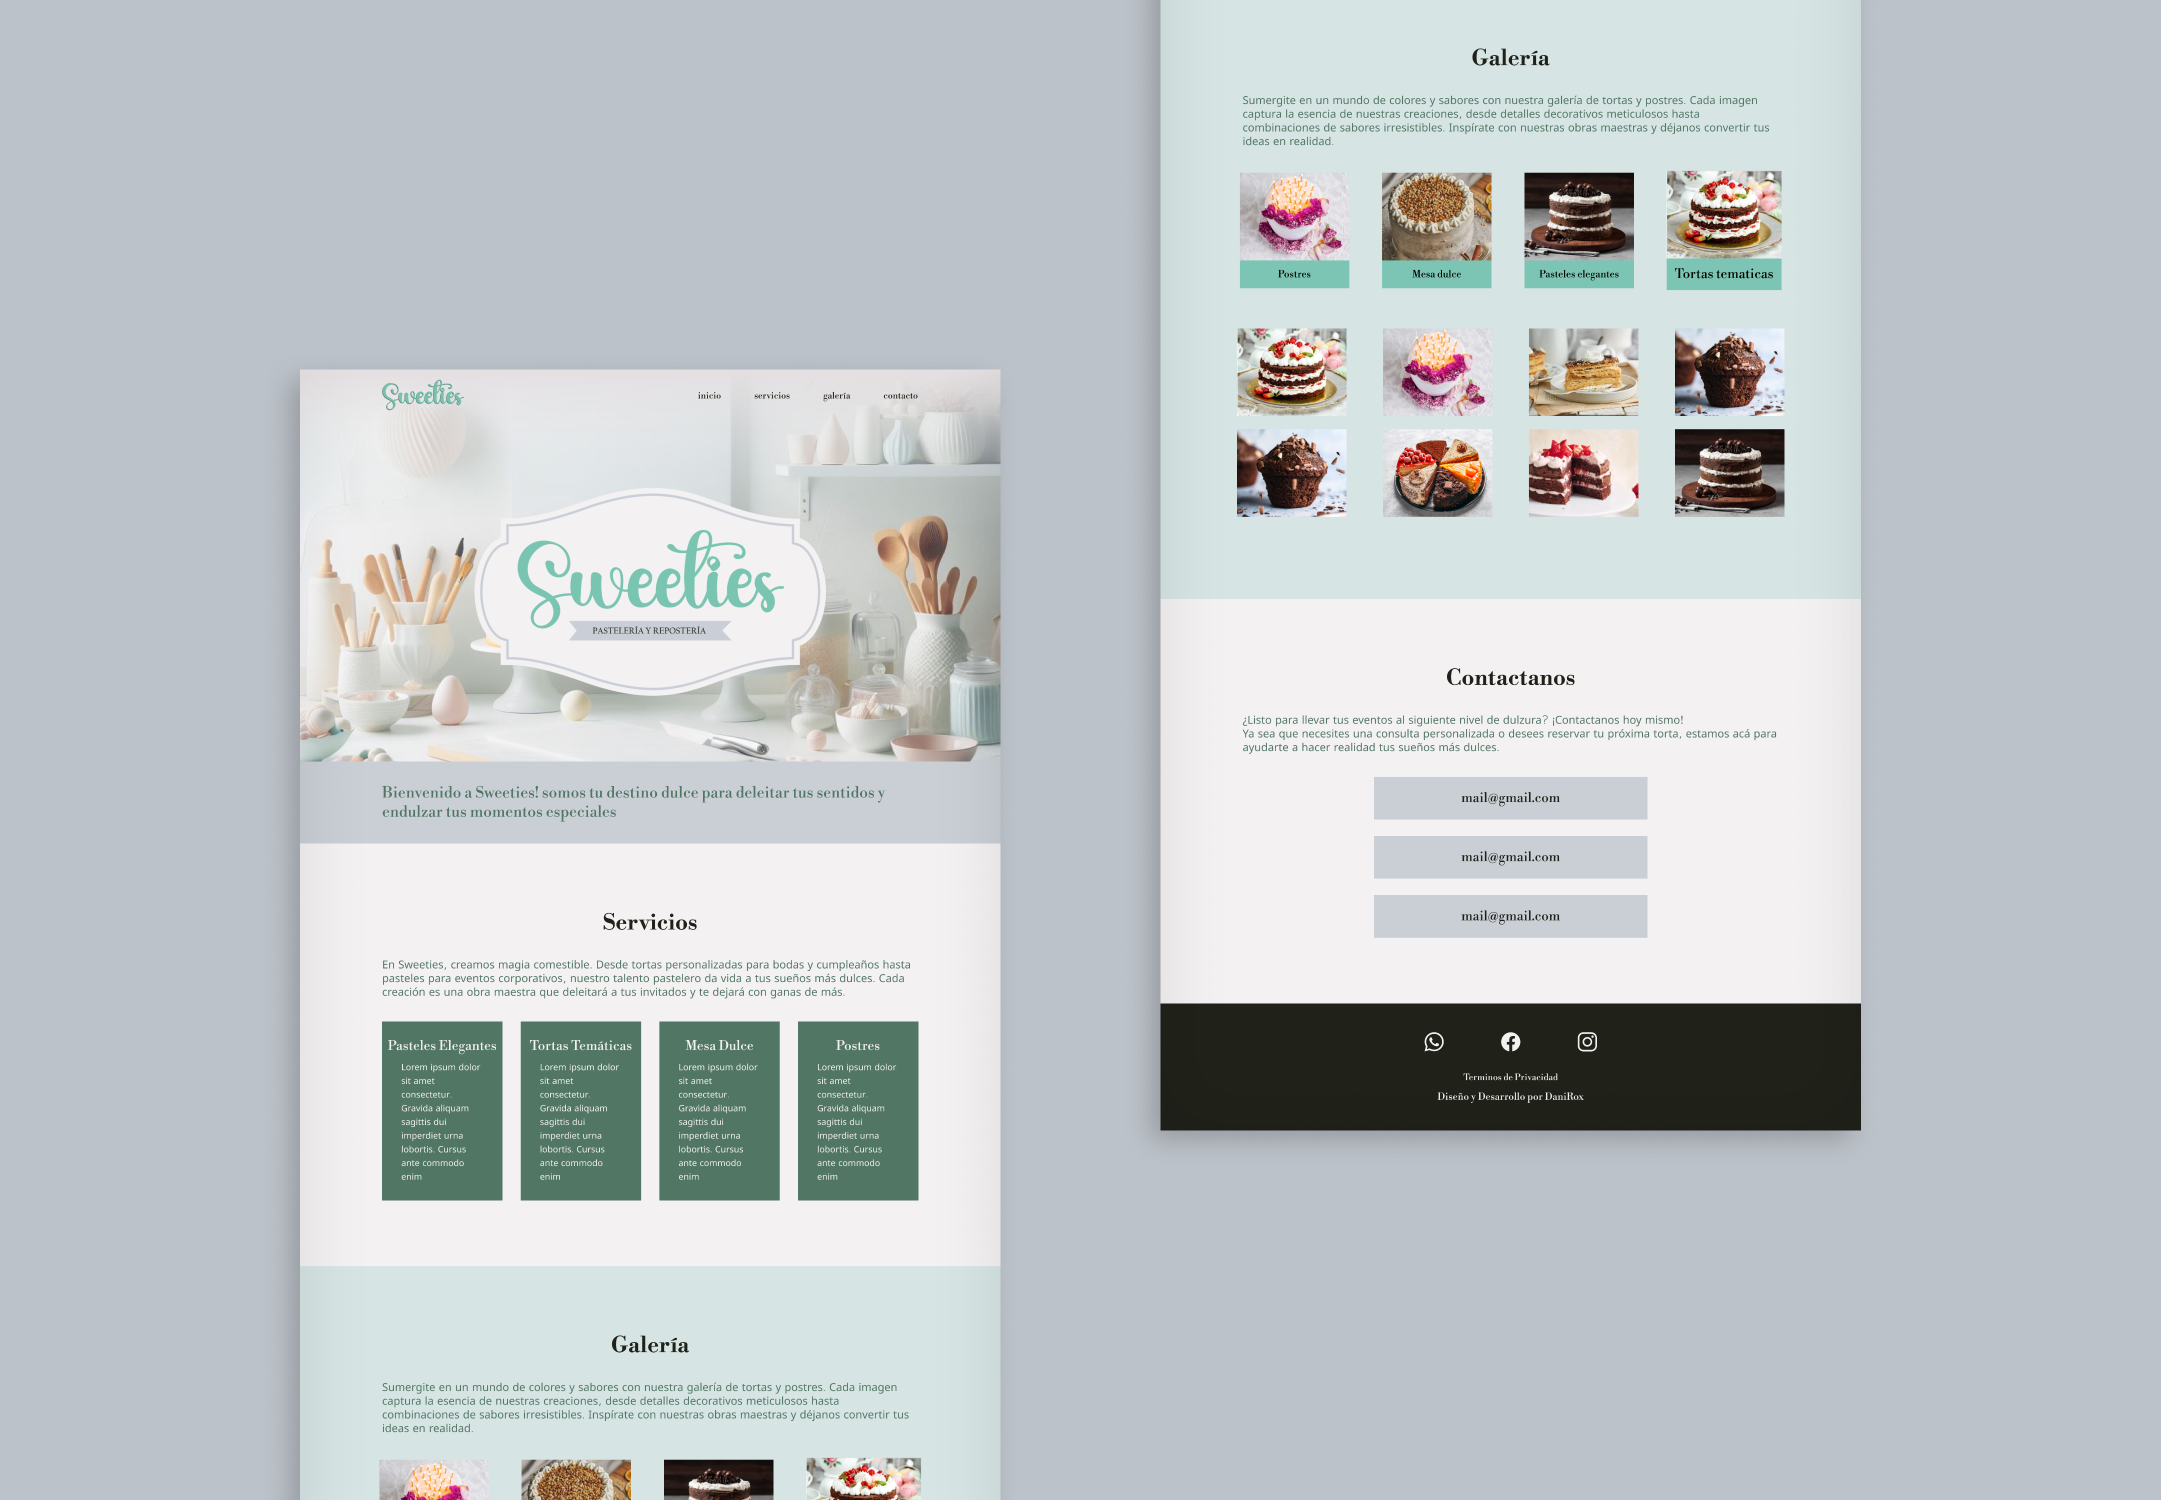 Sweeties
inicio servicios galería contacto
Sweeties
PASTELERÍA Y REPOSTERÍA
Bienvenido a Sweeties! somos tu destino dulce para deleitar tus sentidos y
endulzar tus momentos especiales
Servicios
En Sweeties, creamos magia comestible. Desde tortas personalizadas para bodas y cumpleaños hasta
pasteles para eventos corporativos, nuestro talento pastelero da vida a tus sueños más dulces. Cada
creación es una obra maestra que deleitará a tus invitados y te dejará con ganas de más.
Pasteles Elegantes
Lorem ipsum dolor
sit amet
consectetur.
Gravida aliquam
sagittis dui
imperdiet urna
lobortis. Cursus
ante commodo
enim
Tortas Temáticas
Lorem ipsum dolor
sit amet
consectetur.
Gravida aliquam
sagittis dui
imperdiet urna
lobortis. Cursus
ante commodo
enim
Mesa Dulce
Lorem ipsum dolor
sit amet
consectetur.
Gravida aliquam
sagittis dui
imperdiet urna
lobortis. Cursus
ante commodo
enim
Postres
Lorem ipsum dolor
sit amet
consectetur.
Gravida aliquam
sagittis dui
imperdiet urna
lobortis. Cursus
ante commodo
enim
Galería
Sumergite en un mundo de colores y sabores con nuestra galería de tortas y postres. Cada imagen
captura la esencia de nuestras creaciones, desde detalles decorativos meticulosos hasta
combinaciones de sabores irresistibles. Inspírate con nuestras obras maestras y déjanos convertir tus
ideas en realidad.
Galería
Sumergite en un mundo de colores y sabores con nuestra galería de tortas y postres. Cada imagen
captura la esencia de nuestras creaciones, desde detalles decorativos meticulosos hasta
combinaciones de sabores irresistibles. Inspírate con nuestras obras maestras y déjanos convertir tus
ideas en realidad.
Postres
Mesa dulce
Pasteles elegantes
Tortas tematicas
Contactanos
¿Listo para llevar tus eventos al siguiente nivel de dulzura? ¡Contactanos hoy mismo!
Ya sea que necesites una consulta personalizada o desees reservar tu próxima torta, estamos acá para
ayudarte a hacer realidad tus sueños más dulces.
mail@gmail.com
mail@gmail.com
mail@gmail.com
Terminos de Privacidad
Diseño y Desarrollo por DaniRox